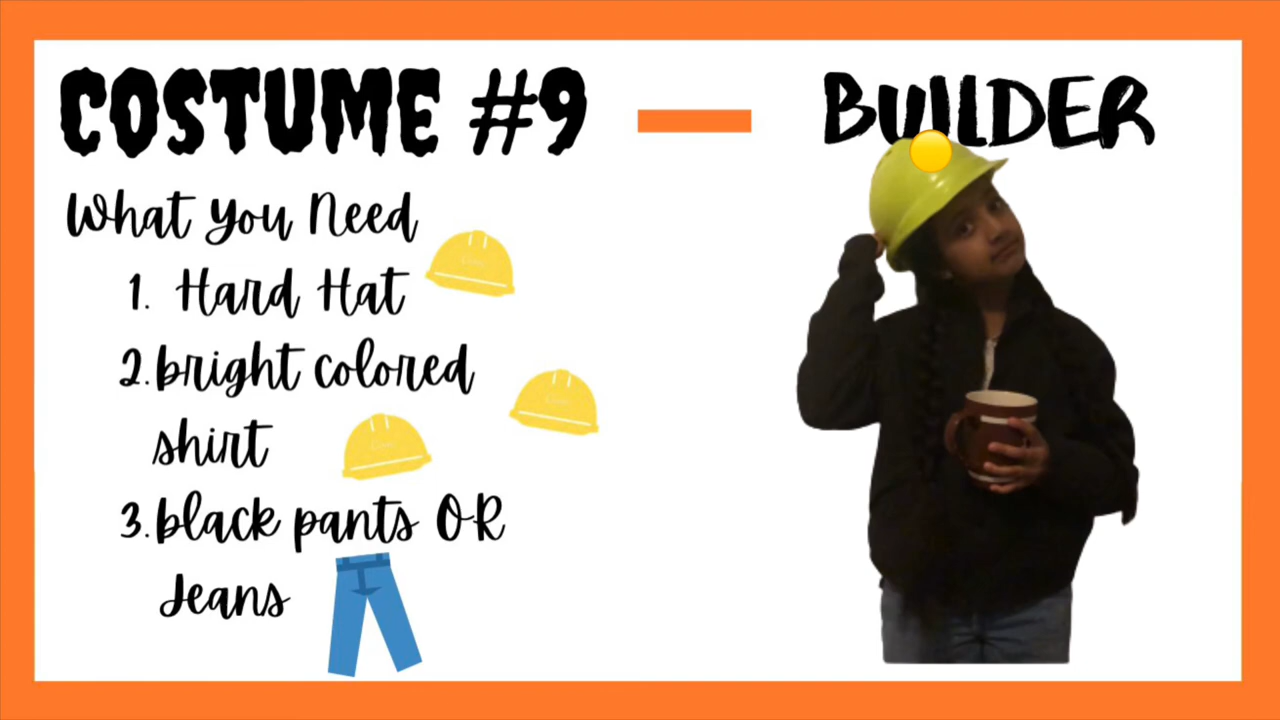 COSTUME #9 — BUILDER
What You Need
1. Hard Hat
2. bright colored
shirt
3. black pants OR
Jeans